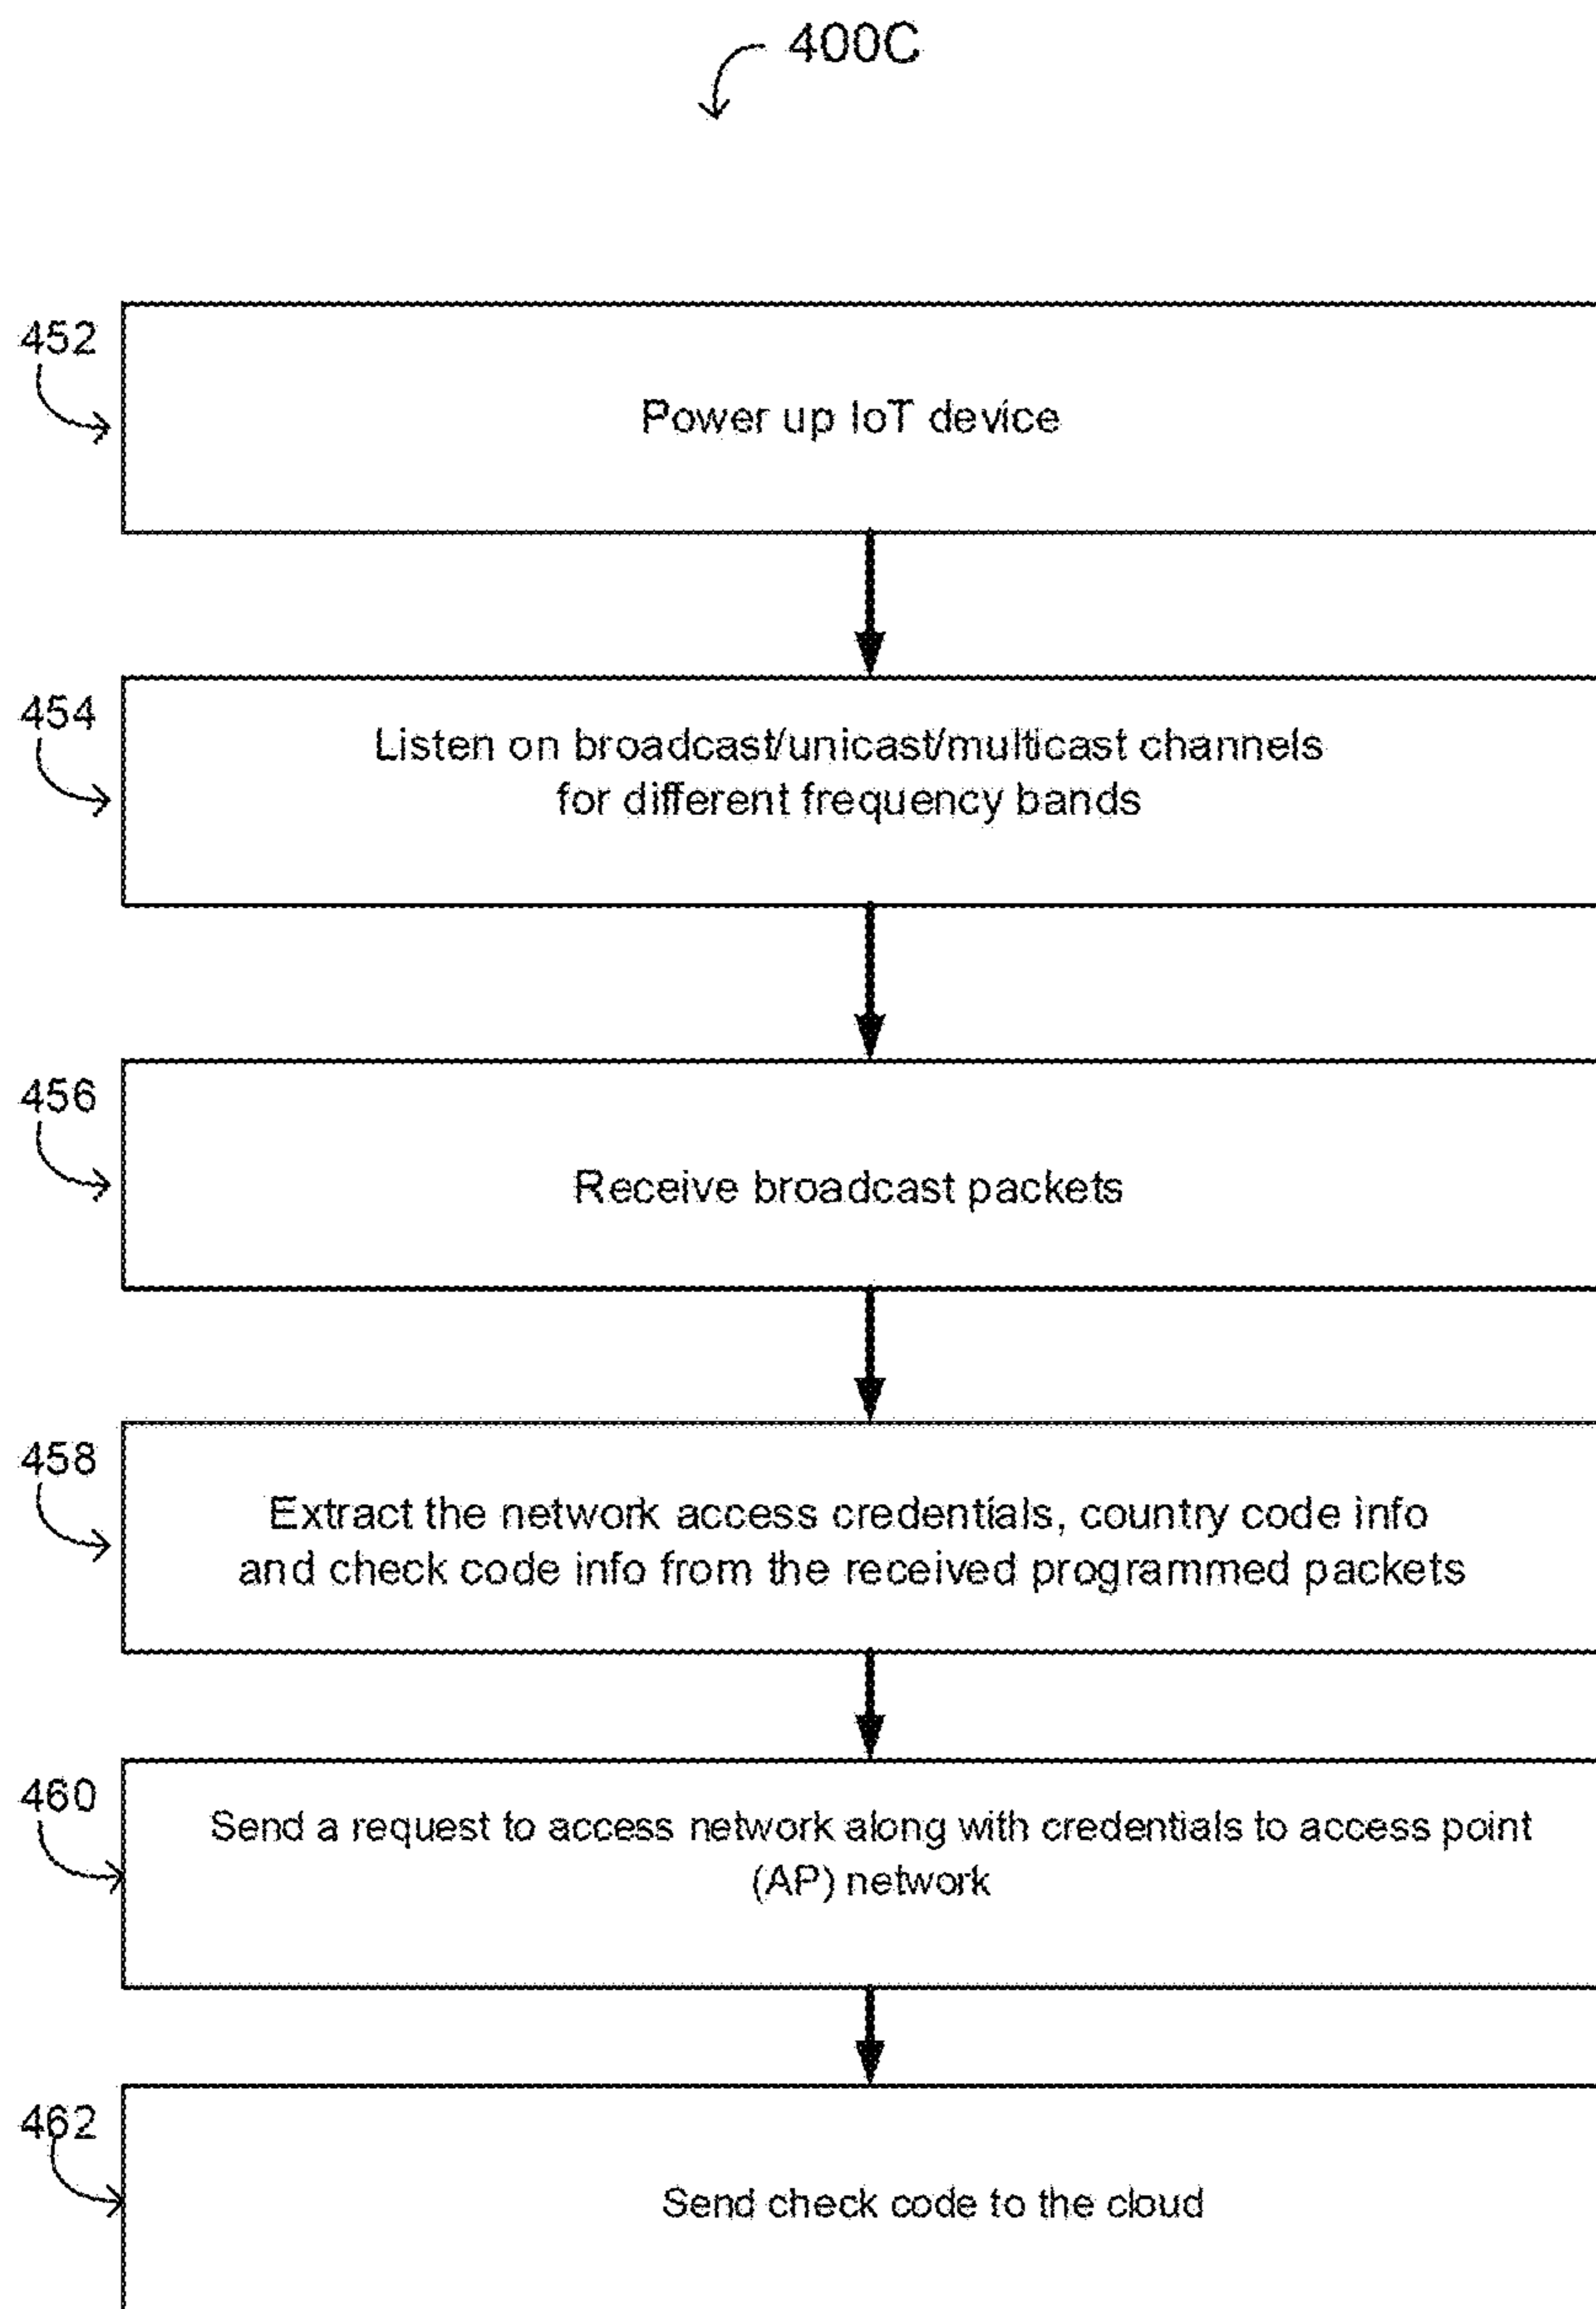 400C
452
Power up IoT device
454
Listen on broadcast/unicast/multicast channels
for different frequency bands
456
Receive broadcast packets
458
Extract the network access credentials, country code info
and check code info from the received programmed packets
460
Send a request to access network along with credentials to access point
(AP) network
462
Send check code to the cloud